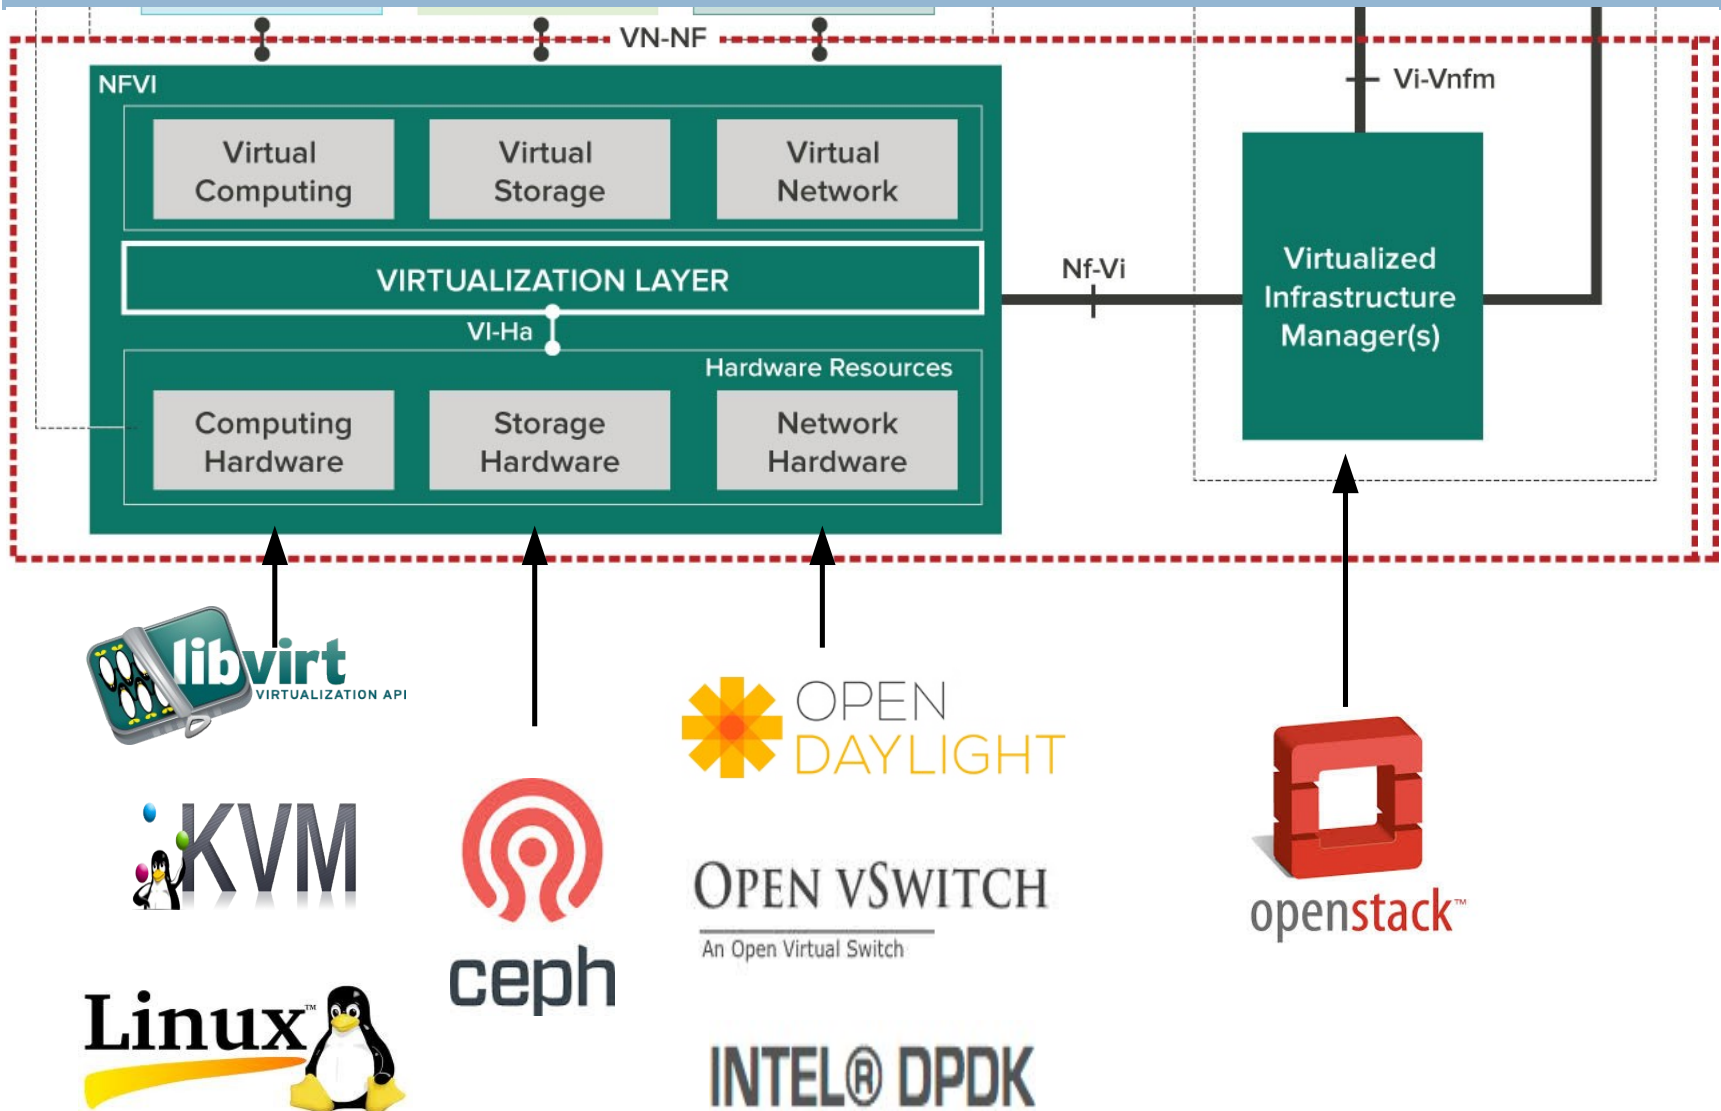 VN-NF
NFVI
Vi-Vnfm
Virtual
Computing
Virtual
Storage
Virtual
Network
VIRTUALIZATION LAYER
Nf-Vi
Virtualized
Infrastructure
Manager(s)
VI-Ha
Hardware Resources
Computing
Hardware
Storage
Hardware
Network
Hardware
libvirt
VIRTUALIZATION API
KVM
Linux™
ceph
OPEN
DAYLIGHT
OPEN VSWITCH
An Open Virtual Switch
INTEL® DPDK
openstack™